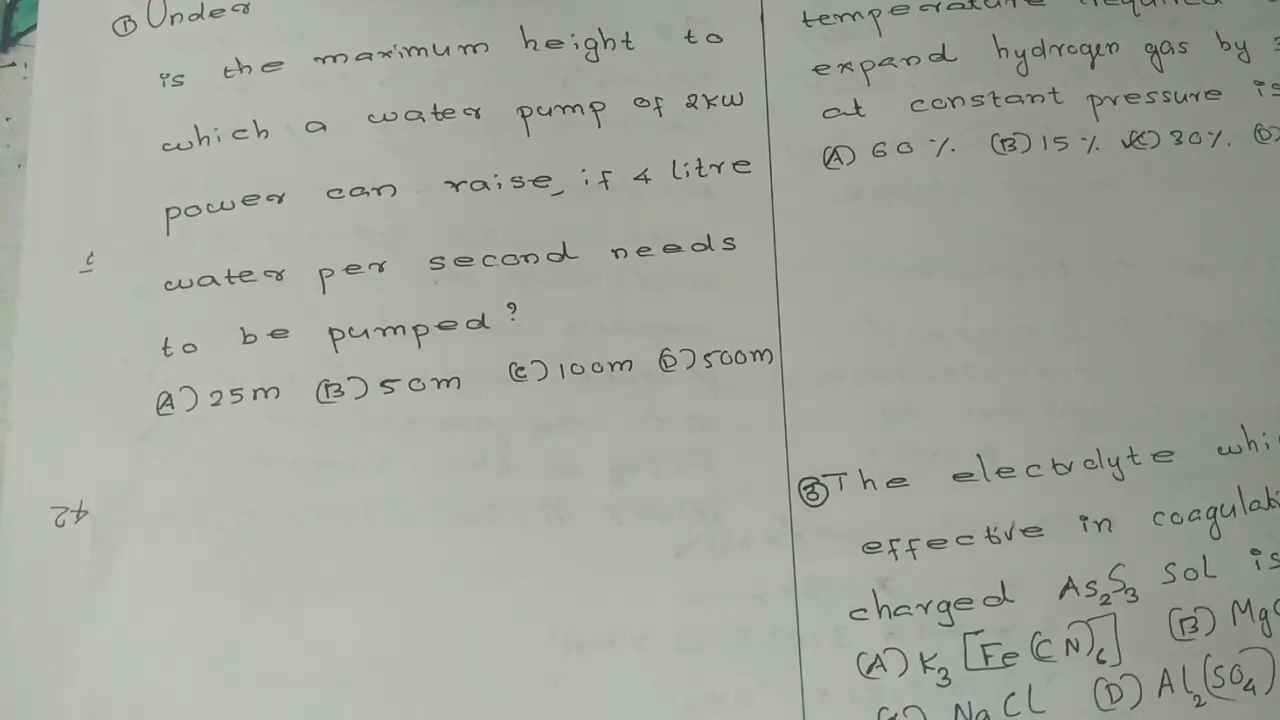 ① Under
is the maximum height to
which a water pump of 2kW
power can raise, if 4 litre
water per second needs
to be pumped?
(A) 25m (B) 50m (C) 100m (D) 500m
42
temperature required
expand hydrogen gas by
at constant pressure is
(A) 60% (B) 15% (C) 30%. (D)
③ The electrolyte whi
effective in coagulati
charged As₂S₃ Sol is
(A) K₃[Fe(CN)₆] (B) Mg
NaCl (D) Al₂(SO₄)